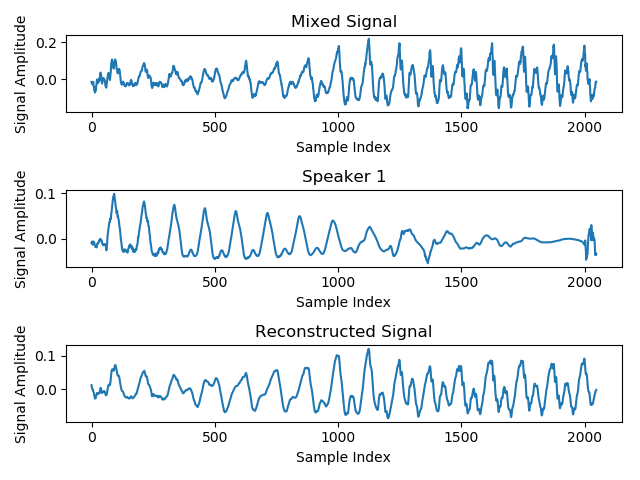 Mixed Signal
Signal Amplitude
0.2
0.0
0
500
1000
1500
2000
Sample Index
Speaker 1
Signal Amplitude
0.1
0.0
0
500
1000
1500
2000
Sample Index
Reconstructed Signal
Signal Amplitude
0.1
0.0
0
500
1000
1500
2000
Sample Index